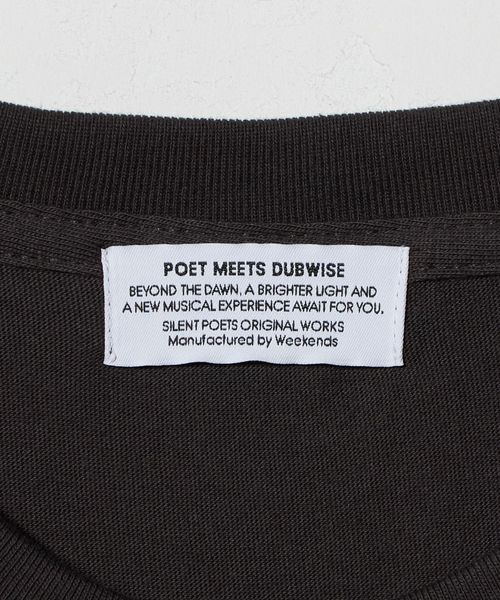 POET MEETS DUBWISE
BEYOND THE DAWN, A BRIGHTER LIGHT AND
A NEW MUSICAL EXPERIENCE AWAIT FOR YOU.
SILENT POETS ORIGINAL WORKS
Manufactured by Weekends